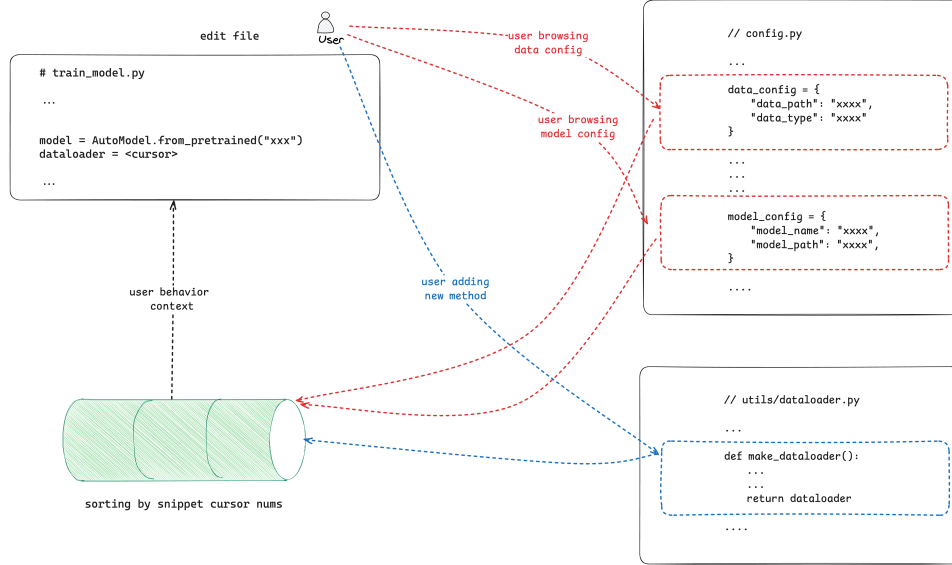 edit file
User
# train_model.py
...
model = AutoModel.from_pretrained("xxx")
dataloader = <cursor>
...
user browsing
data config
user browsing
model config
// config.py
...
data_config = {
"data_path": "xxxx",
"data_type": "xxxx"
}
...
...
...
model_config = {
"model_name": "xxxx",
"model_path": "xxxx",
}
....
user behavior
context
user adding
new method
sorting by snippet cursor nums
// utils/dataloader.py
...
def make_dataloader():
...
...
return dataloader
....